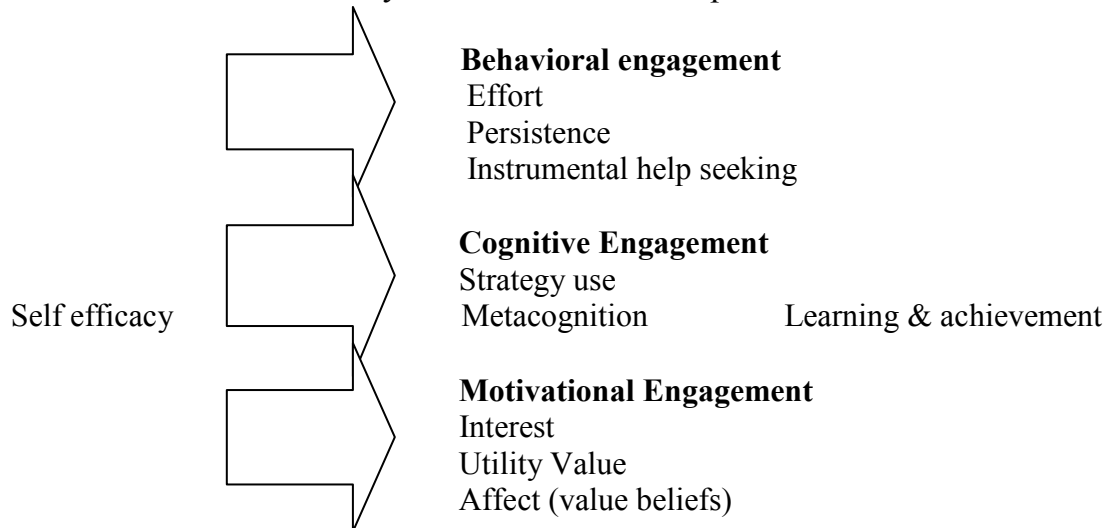 Behavioral engagement
Effort
Persistence
Instrumental help seeking
Cognitive Engagement
Strategy use
Self efficacy Metacognition Learning & achievement
Motivational Engagement
Interest
Utility Value
Affect (value beliefs)